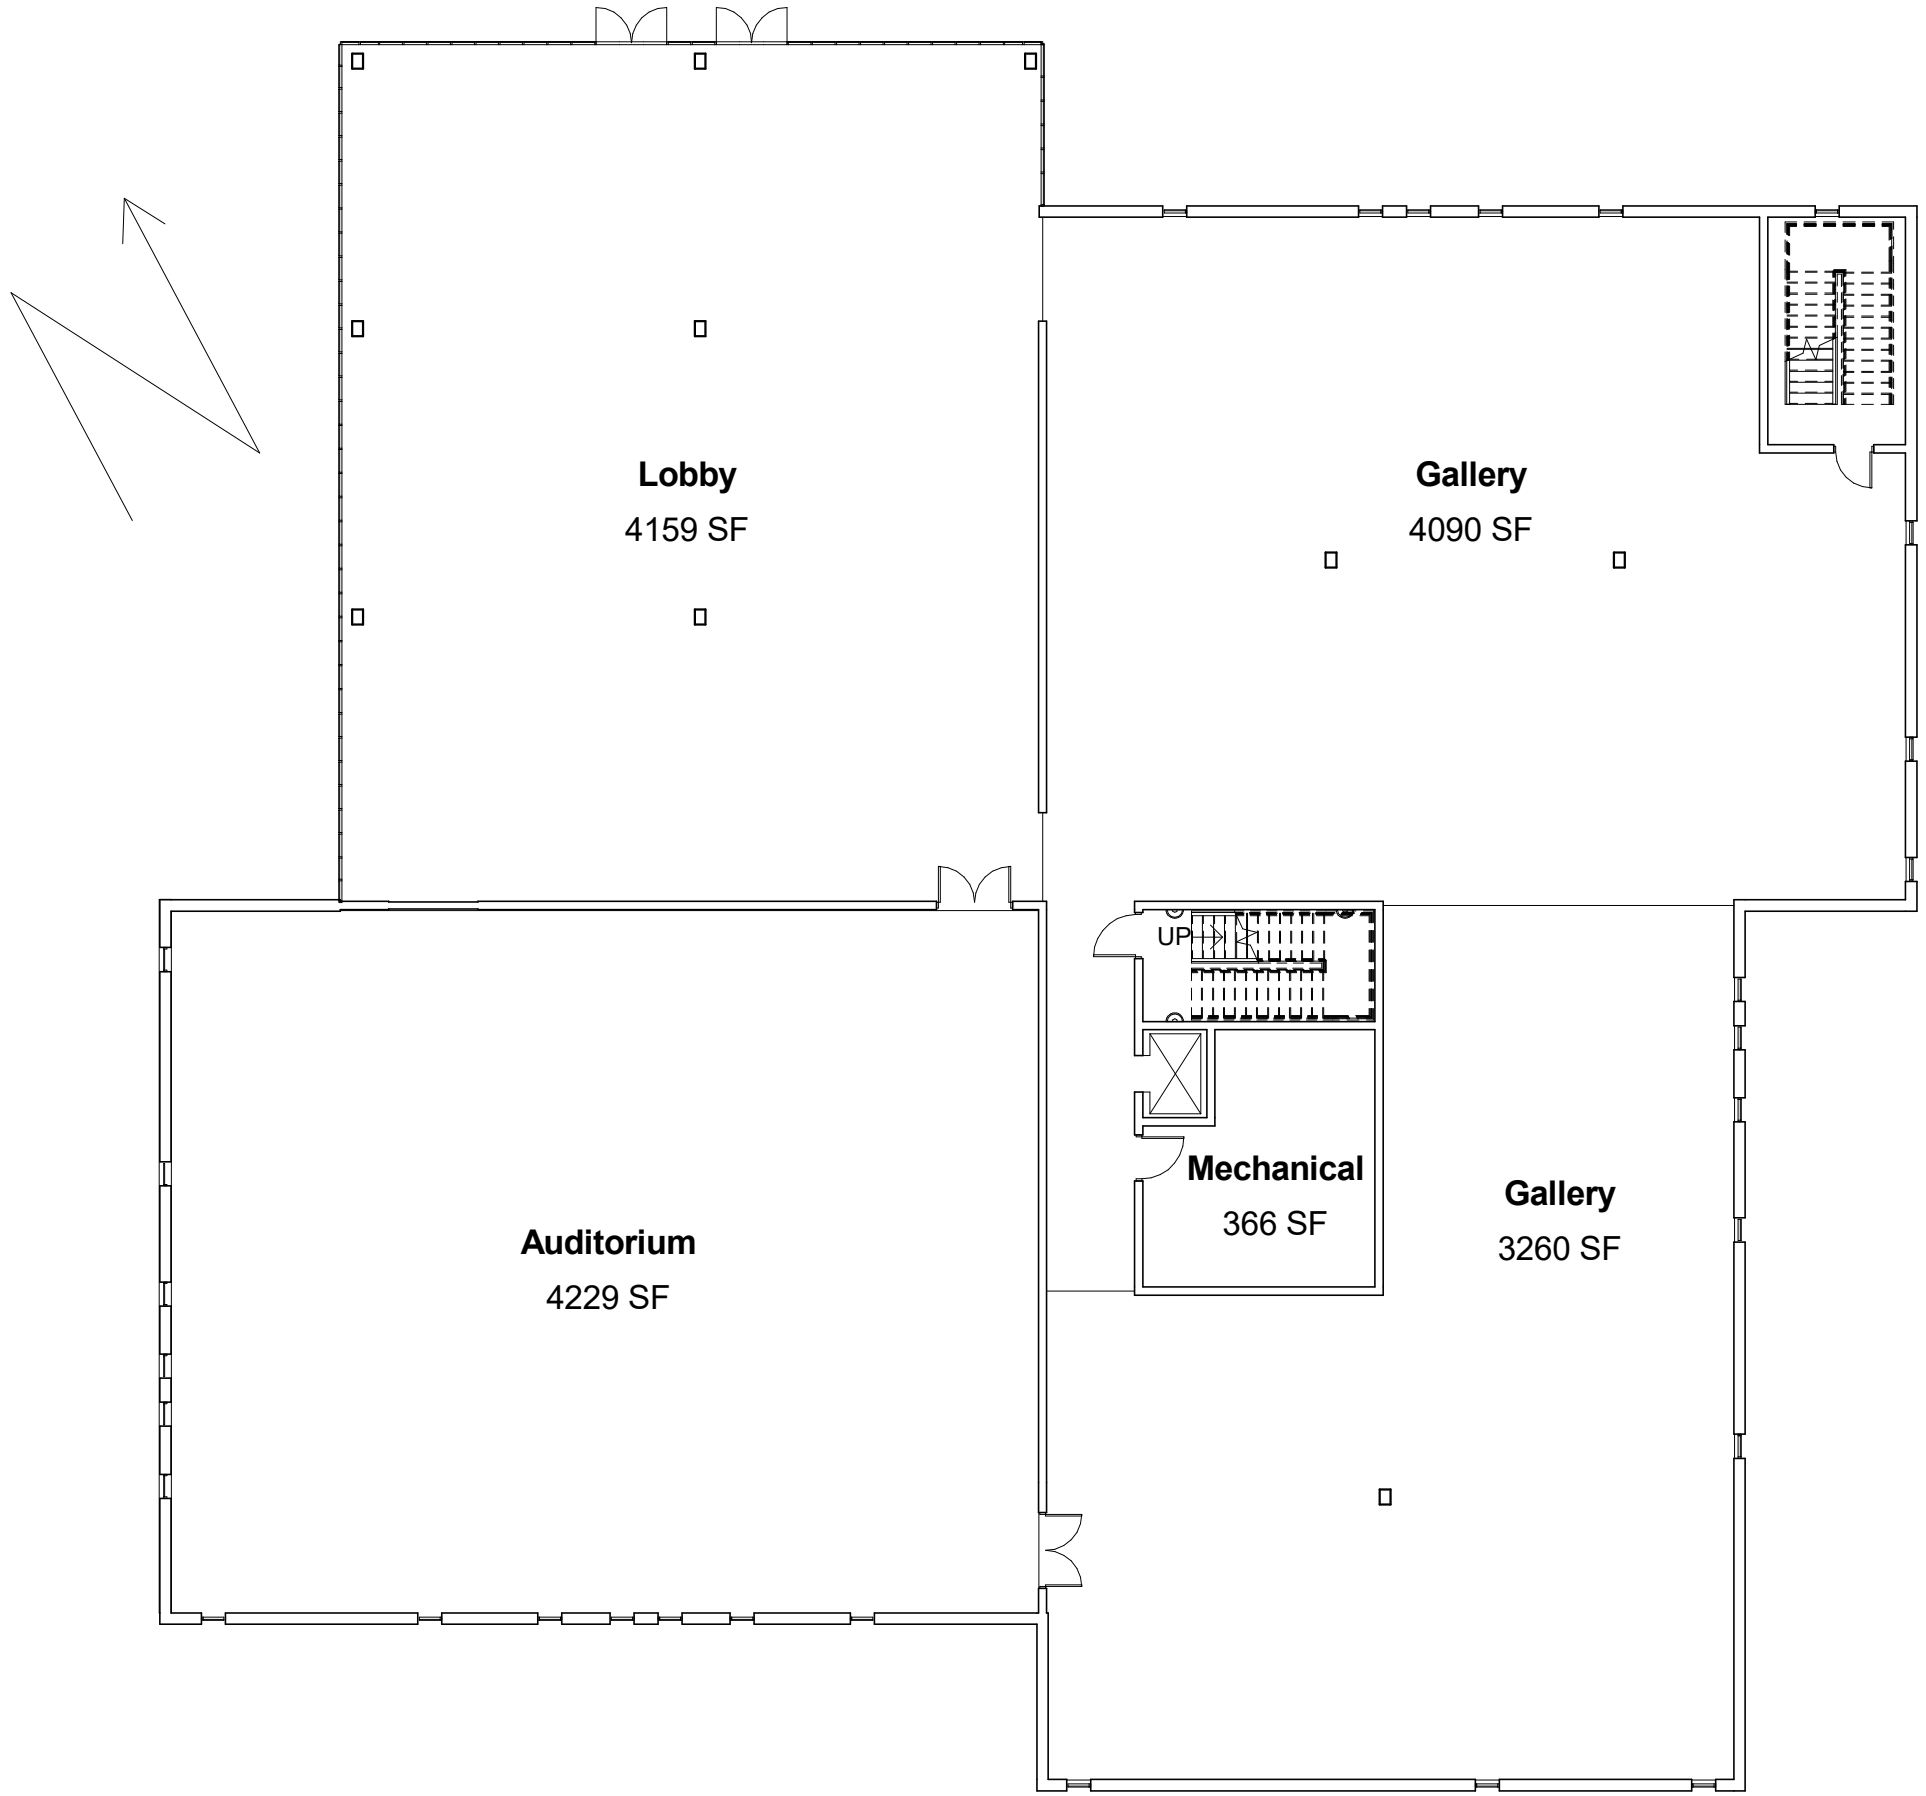 Lobby
4159 SF
Gallery
4090 SF
UP
Mechanical
366 SF
Gallery
3260 SF
Auditorium
4229 SF